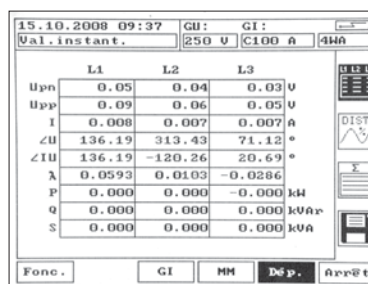 15.10.2008 09:37 GU: GI:
Val.instant. 250 V C100 A 4WA
L1 L2 L3
Upn 0.05 0.04 0.03 V
Upp 0.09 0.06 0.05 V
I 0.008 0.007 0.007 A
∠U 136.19 313.43 71.12 °
∠IU 136.19 -120.26 20.69 °
λ 0.0593 0.0103 -0.0286
P 0.000 0.000 -0.000 kW
Q 0.000 0.000 0.000 kVAr
S 0.000 0.000 0.000 kVA
DIST
Σ
Fonc. GI MM Dép. Arrêt